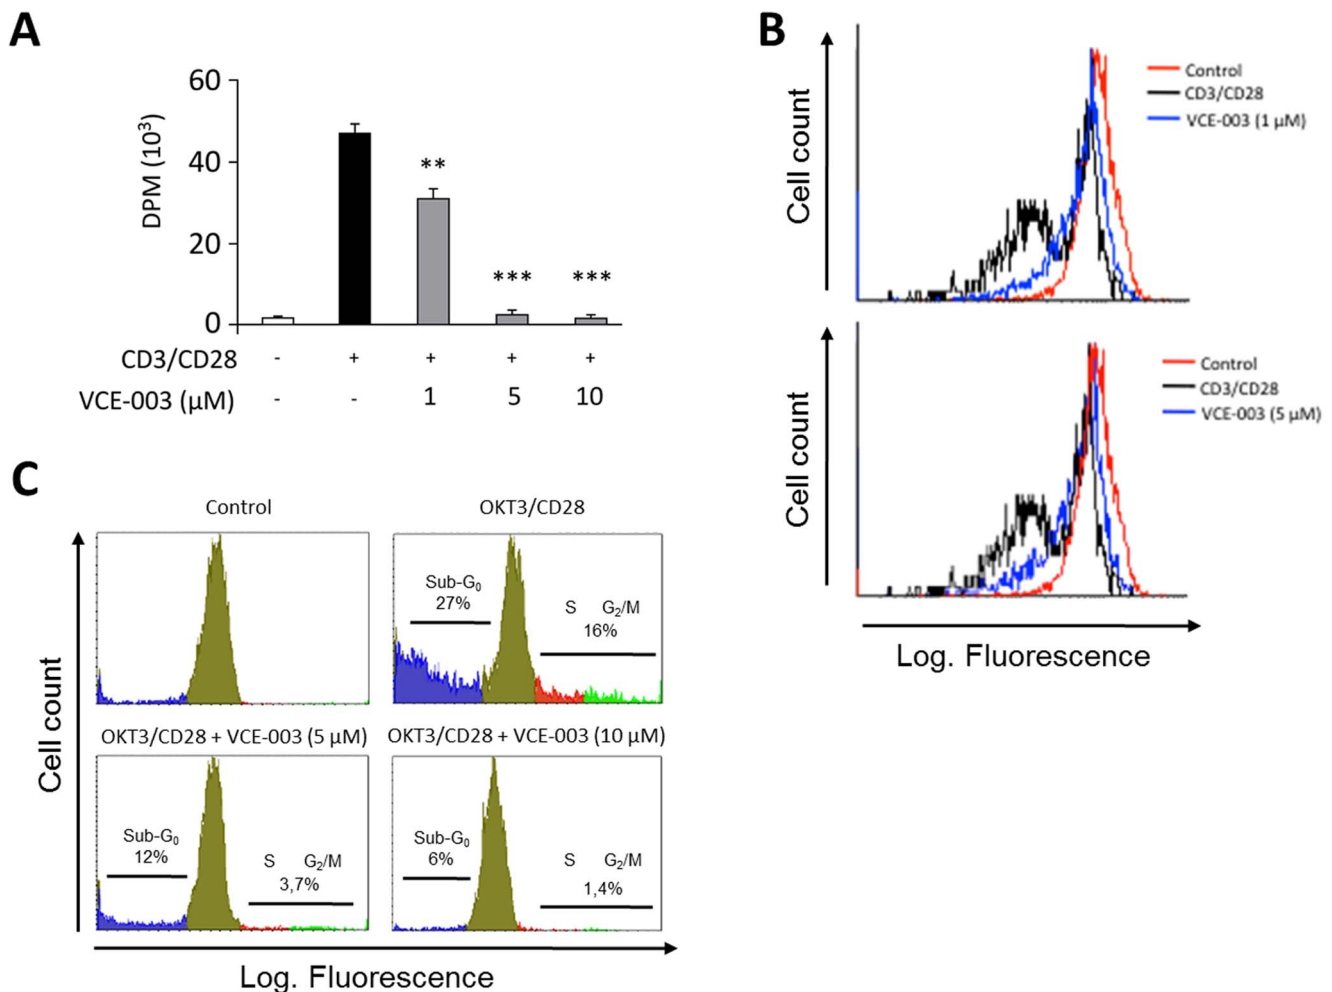 A
60
40
20
0
DPM (10³)
**
***
***
CD3/CD28 - + + + +
VCE-003 (µM) - - 1 5 10
B
Cell count
Control
CD3/CD28
VCE-003 (1 µM)
Cell count
Control
CD3/CD28
VCE-003 (5 µM)
Log. Fluorescence
C
Cell count
Control
OKT3/CD28
Sub-G₀
27%
S G₂/M
16%
OKT3/CD28 + VCE-003 (5 µM)
Sub-G₀
12%
S G₂/M
3,7%
OKT3/CD28 + VCE-003 (10 µM)
Sub-G₀
6%
S G₂/M
1,4%
Log. Fluorescence